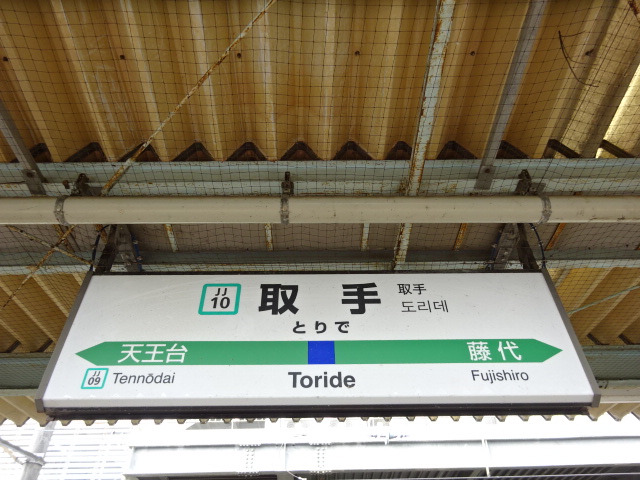 JJ
10
取手
取手
도리데
とりで
天王台
藤代
JJ
09
Tennōdai
Toride
Fujishiro